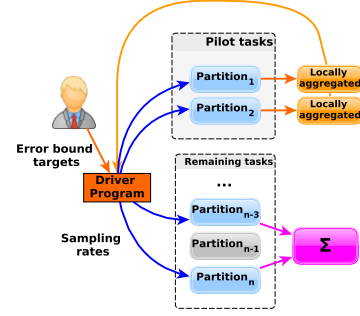 Pilot tasks
Partition1
Locally
aggregated
Partition2
Locally
aggregated
Error bound
targets
Driver
Program
Remaining tasks
...
Partitionn-3
Sampling
rates
Partitionn-1
Σ
Partitionn